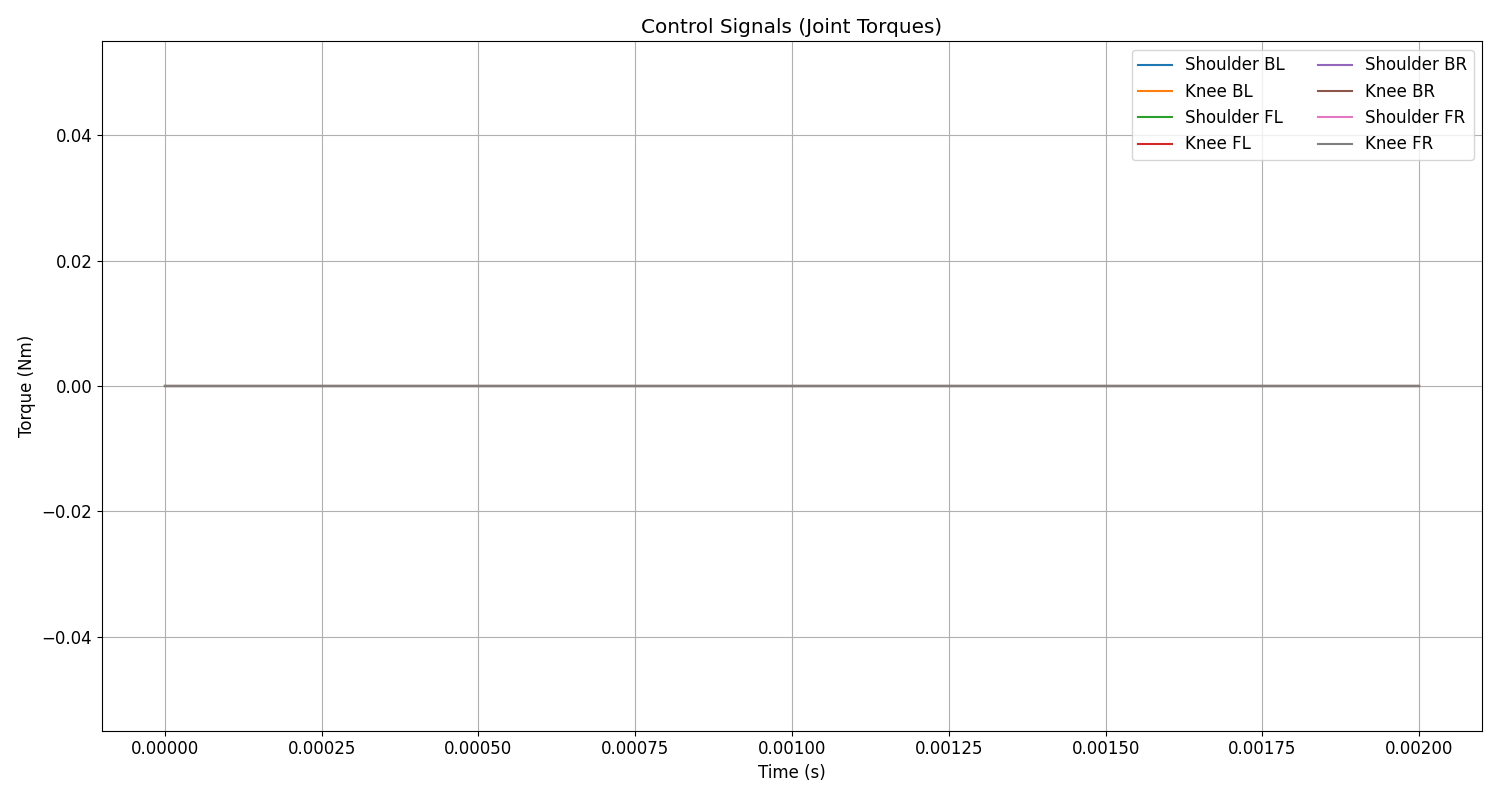 Control Signals (Joint Torques)
Shoulder BL
Knee BL
Shoulder FL
Knee FL
Shoulder BR
Knee BR
Shoulder FR
Knee FR
Torque (Nm)
0.04
0.02
0.00
−0.02
−0.04
0.00000
0.00025
0.00050
0.00075
0.00100
0.00125
0.00150
0.00175
0.00200
Time (s)